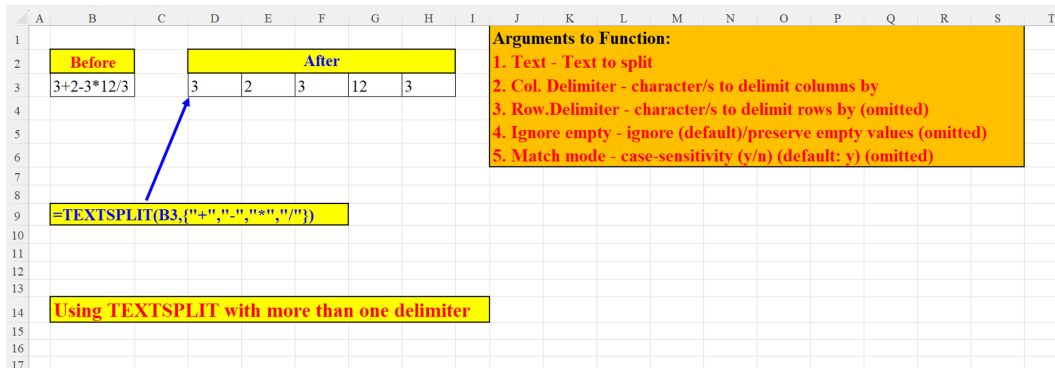 A B C D E F G H I J K L M N O P Q R S T
1 Arguments to Function:
2 Before After 1. Text - Text to split
3 3+2-3*12/3 3 2 3 12 3 2. Col. Delimiter - character/s to delimit columns by
4 3. Row.Delimiter - character/s to delimit rows by (omitted)
5 4. Ignore empty - ignore (default)/preserve empty values (omitted)
6 5. Match mode - case-sensitivity (y/n) (default: y) (omitted)
7
8
9 =TEXTSPLIT(B3,{"+","-","*","/"})
10
11
12
13
14 Using TEXTSPLIT with more than one delimiter
15
16
17